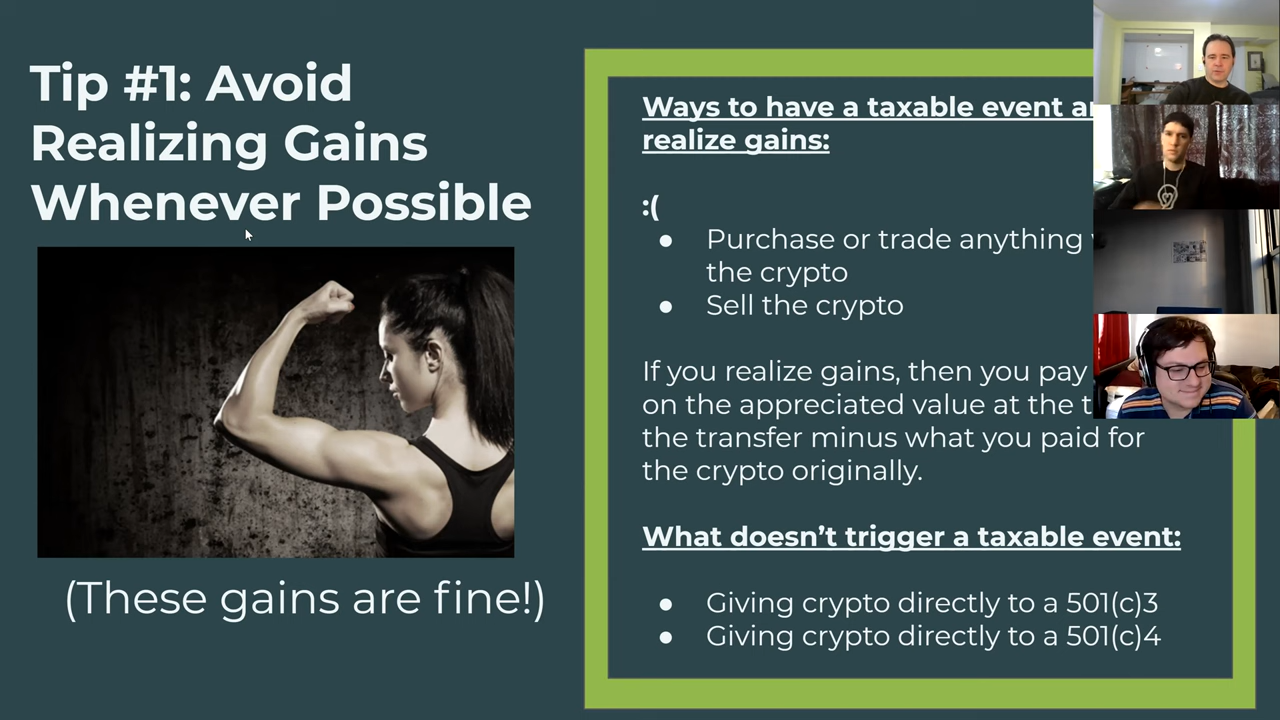 Tip #1: Avoid
Realizing Gains
Whenever Possible
(These gains are fine!)
Ways to have a taxable event
realize gains:
:(
● Purchase or trade anything
the crypto
● Sell the crypto
If you realize gains, then you pay
on the appreciated value at the
the transfer minus what you paid for
the crypto originally.
What doesn’t trigger a taxable event:
● Giving crypto directly to a 501(c)3
● Giving crypto directly to a 501(c)4